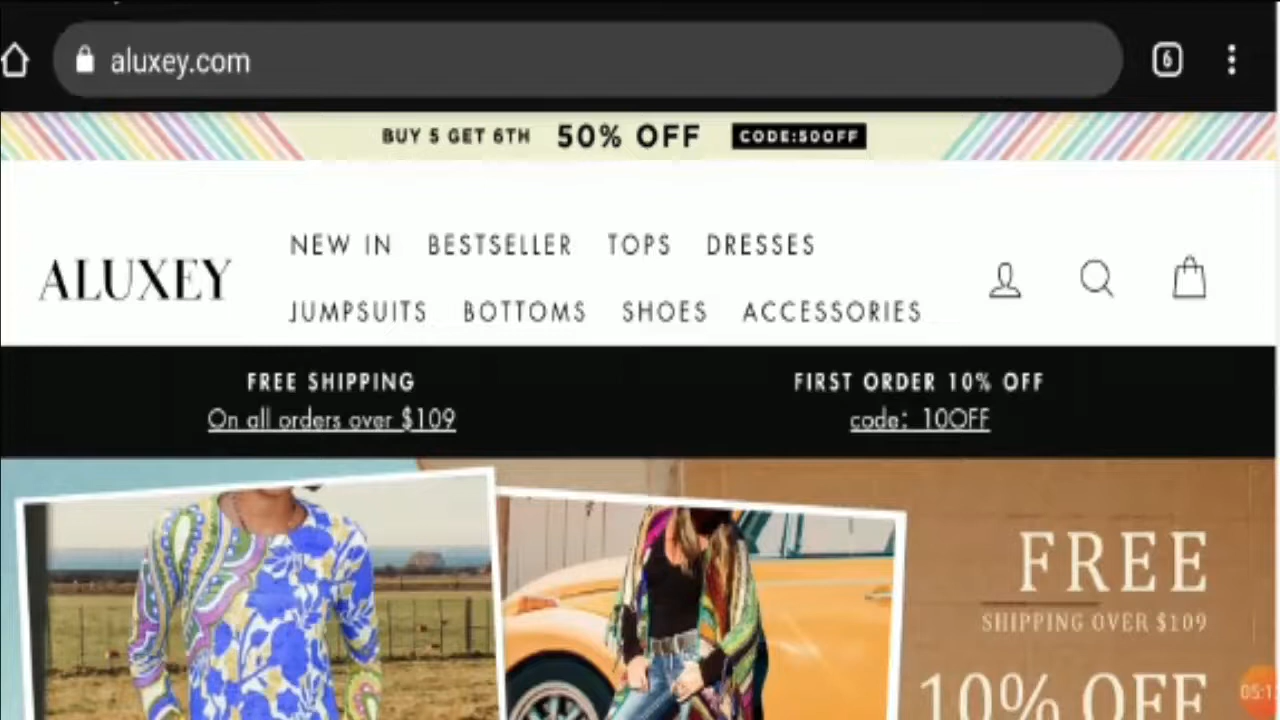 aluxey.com
6
BUY 5 GET 6TH 50% OFF CODE:50OFF
ALUXEY
NEW IN BESTSELLER TOPS DRESSES
JUMPSUITS BOTTOMS SHOES ACCESSORIES
FREE SHIPPING
On all orders over $109
FIRST ORDER 10% OFF
code: 10OFF
FREE
SHIPPING OVER $109
10% OFF